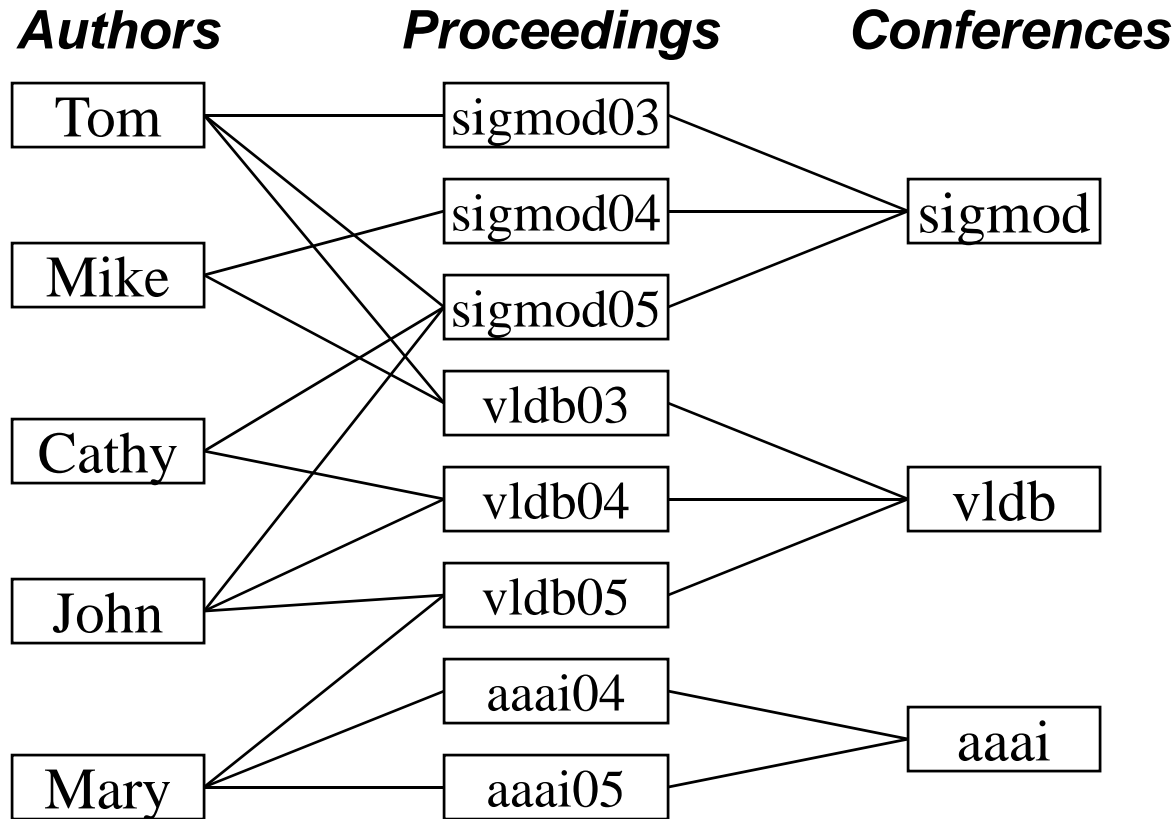 Authors
Proceedings
Conferences
Tom
Mike
Cathy
John
Mary
sigmod03
sigmod04
sigmod05
vldb03
vldb04
vldb05
aaai04
aaai05
sigmod
vldb
aaai